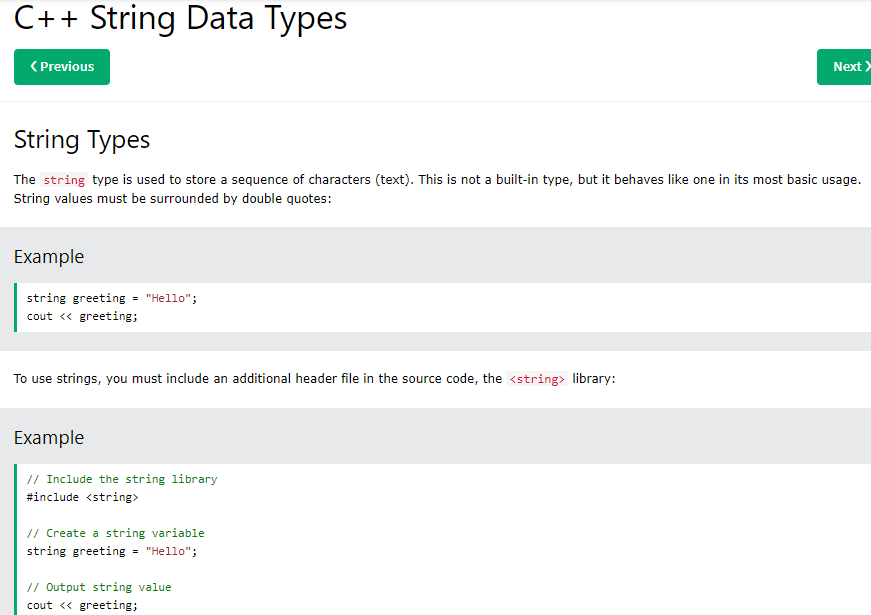 C++ String Data Types
❮ Previous
Next ❯
String Types
The string type is used to store a sequence of characters (text). This is not a built-in type, but it behaves like one in its most basic usage.
String values must be surrounded by double quotes:
Example
string greeting = "Hello";
cout << greeting;
To use strings, you must include an additional header file in the source code, the <string> library:
Example
// Include the string library
#include <string>
// Create a string variable
string greeting = "Hello";
// Output string value
cout << greeting;